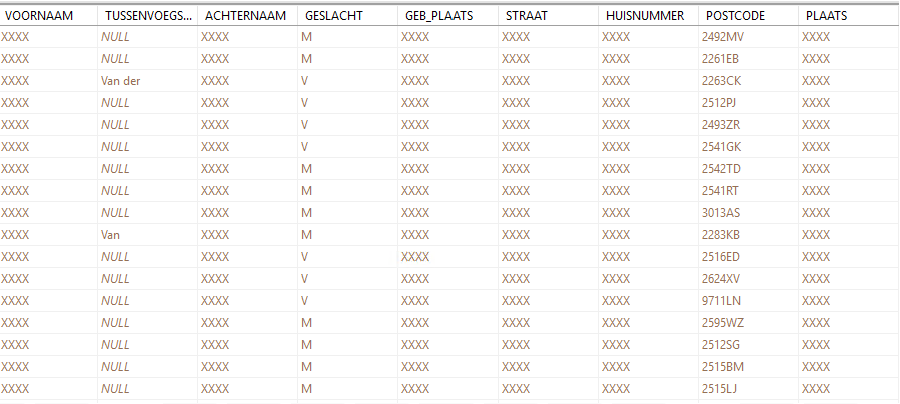 VOORNAAM TUSSENVOEGS... ACHTERNAAM GESLACHT GEB_PLAATS STRAAT HUISNUMMER POSTCODE PLAATS
XXXX NULL XXXX M XXXX XXXX XXXX 2492MV XXXX
XXXX NULL XXXX M XXXX XXXX XXXX 2261EB XXXX
XXXX Van der XXXX V XXXX XXXX XXXX 2263CK XXXX
XXXX NULL XXXX V XXXX XXXX XXXX 2512PJ XXXX
XXXX NULL XXXX V XXXX XXXX XXXX 2493ZR XXXX
XXXX NULL XXXX V XXXX XXXX XXXX 2541GK XXXX
XXXX NULL XXXX M XXXX XXXX XXXX 2542TD XXXX
XXXX NULL XXXX M XXXX XXXX XXXX 2541RT XXXX
XXXX NULL XXXX M XXXX XXXX XXXX 3013AS XXXX
XXXX Van XXXX M XXXX XXXX XXXX 2283KB XXXX
XXXX NULL XXXX V XXXX XXXX XXXX 2516ED XXXX
XXXX NULL XXXX V XXXX XXXX XXXX 2624XV XXXX
XXXX NULL XXXX V XXXX XXXX XXXX 9711LN XXXX
XXXX NULL XXXX M XXXX XXXX XXXX 2595WZ XXXX
XXXX NULL XXXX M XXXX XXXX XXXX 2512SG XXXX
XXXX NULL XXXX M XXXX XXXX XXXX 2515BM XXXX
XXXX NULL XXXX M XXXX XXXX XXXX 2515LJ XXXX